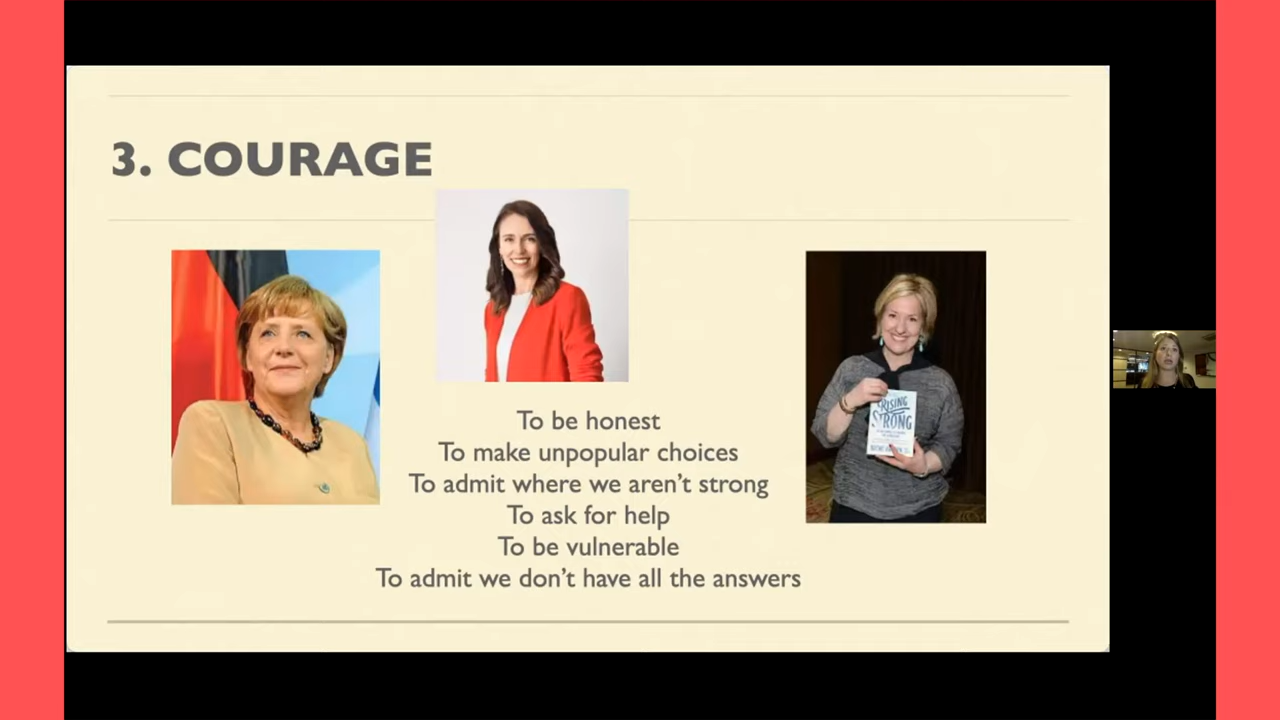 3. COURAGE
To be honest
To make unpopular choices
To admit where we aren't strong
To ask for help
To be vulnerable
To admit we don't have all the answers
RISING
STRONG